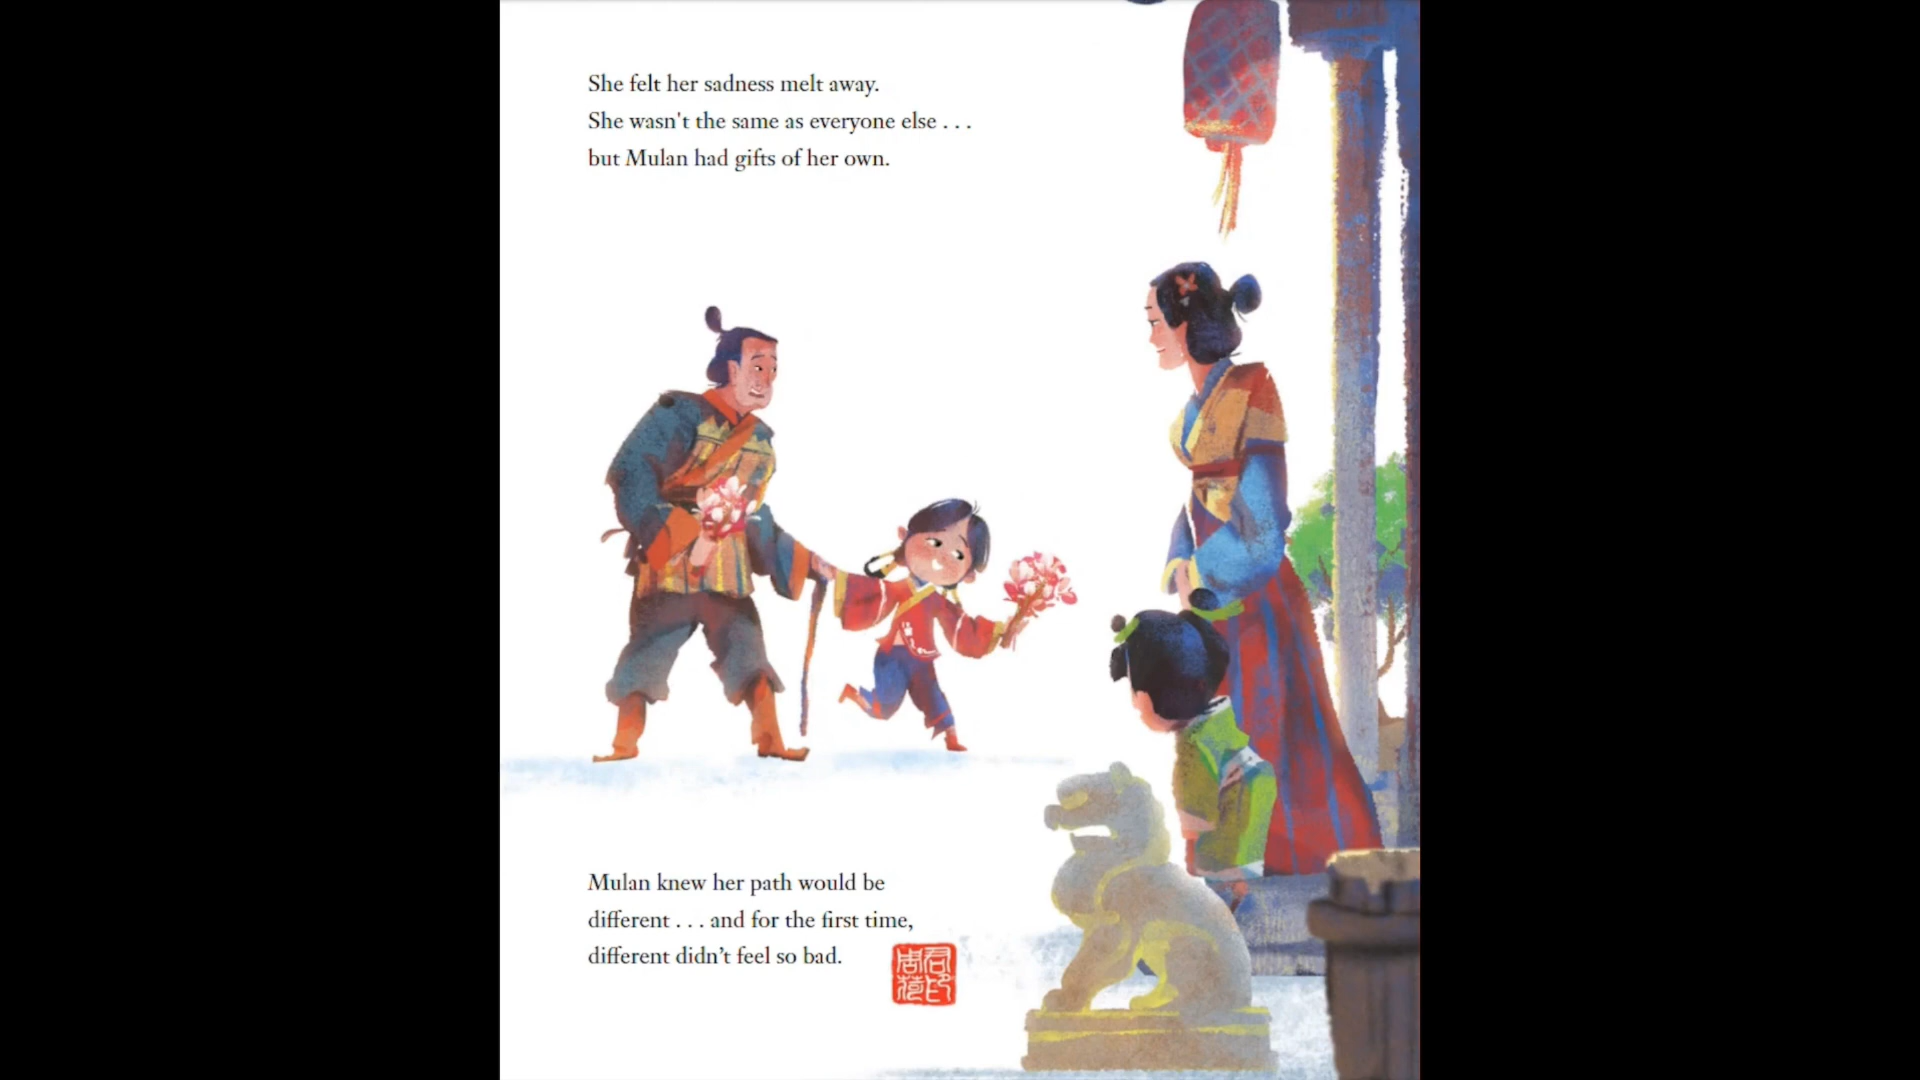 She felt her sadness melt away.
She wasn't the same as everyone else . . .
but Mulan had gifts of her own.
Mulan knew her path would be
different . . . and for the first time,
different didn’t feel so bad.